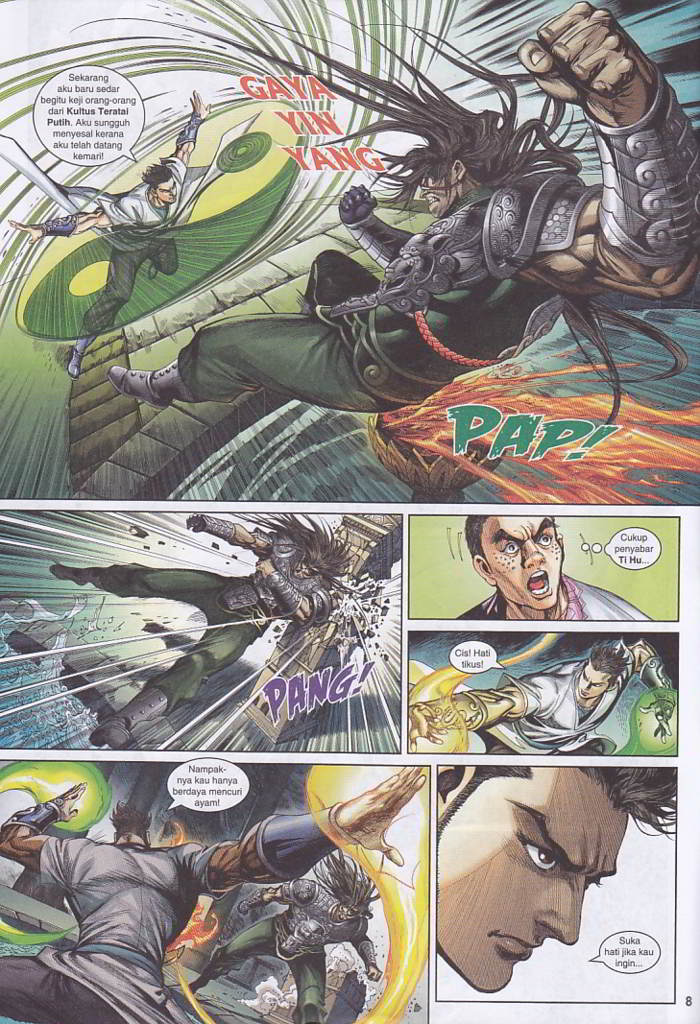 Sekarang
aku baru sedar
begitu keji orang-orang
dari Kultus Teratai
Putih. Aku sungguh
menyesal kerana
aku telah datang
kemari!
GAYA
YIN
YANG
PAP!
PANG!
Cukup
penyabar
Ti Hu...
Cis! Hati
tikus!
Nampak-
nya kau hanya
berdaya mencuri
ayam!
Suka
hati jika kau
ingin...
8